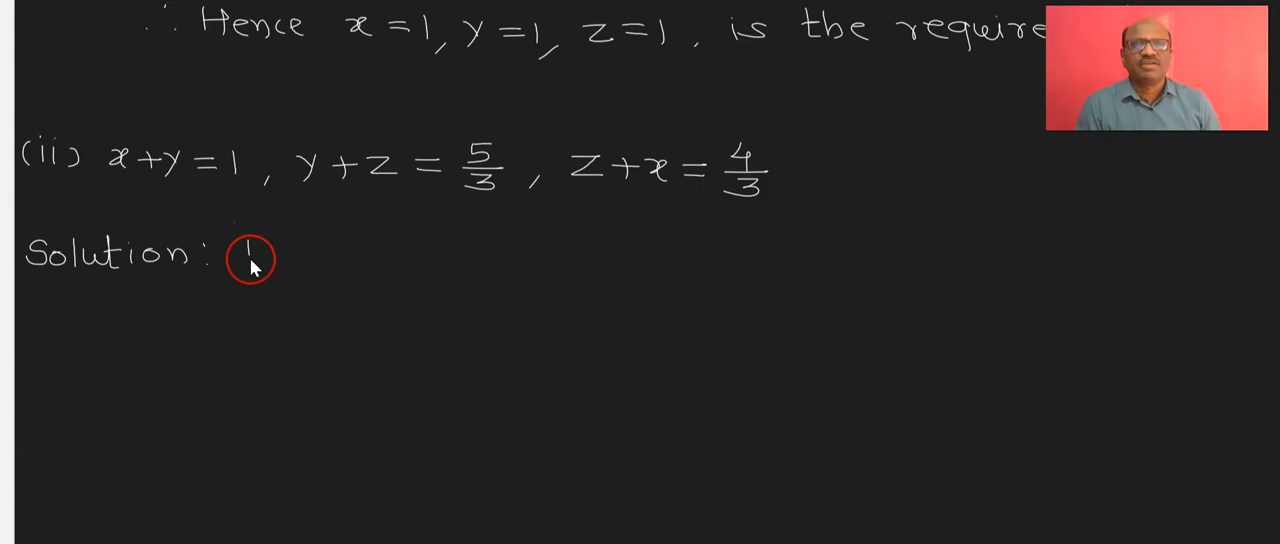 ∴ Hence x = 1, y = 1, z = 1, is the require
(ii) x+y = 1, y + z = 5/3, z + x = 4/3
Solution: